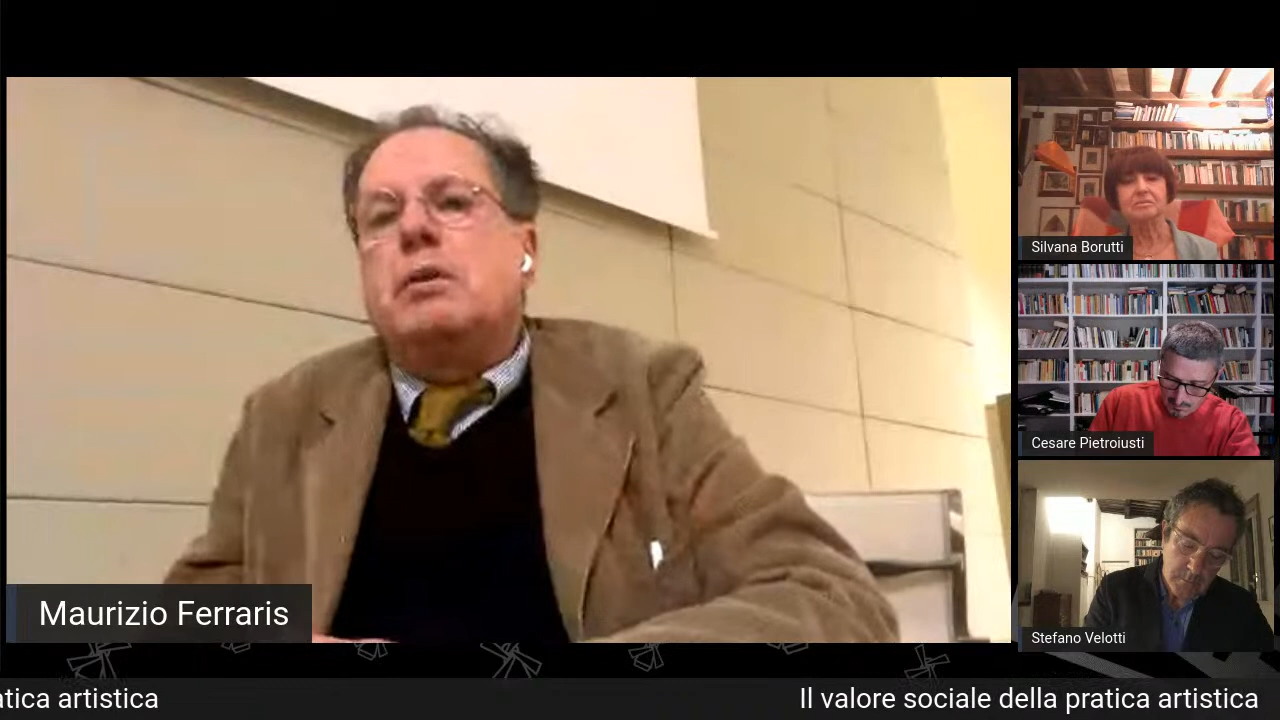 Silvana Borutti
Cesare Pietroiusti
Maurizio Ferraris
Stefano Velotti
atica artistica
Il valore sociale della pratica artistica